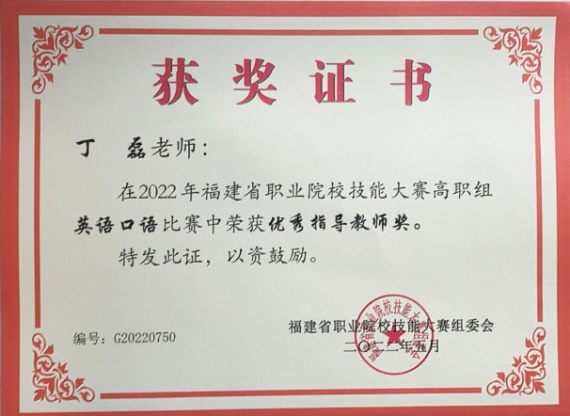 获奖证书
丁 磊老师：
在2022年福建省职业院校技能大赛高职组
英语口语比赛中荣获优秀指导教师奖。
特发此证，以资鼓励。
福建省职业院校技能大赛组委会
编号：G20220750
二〇二二年五月